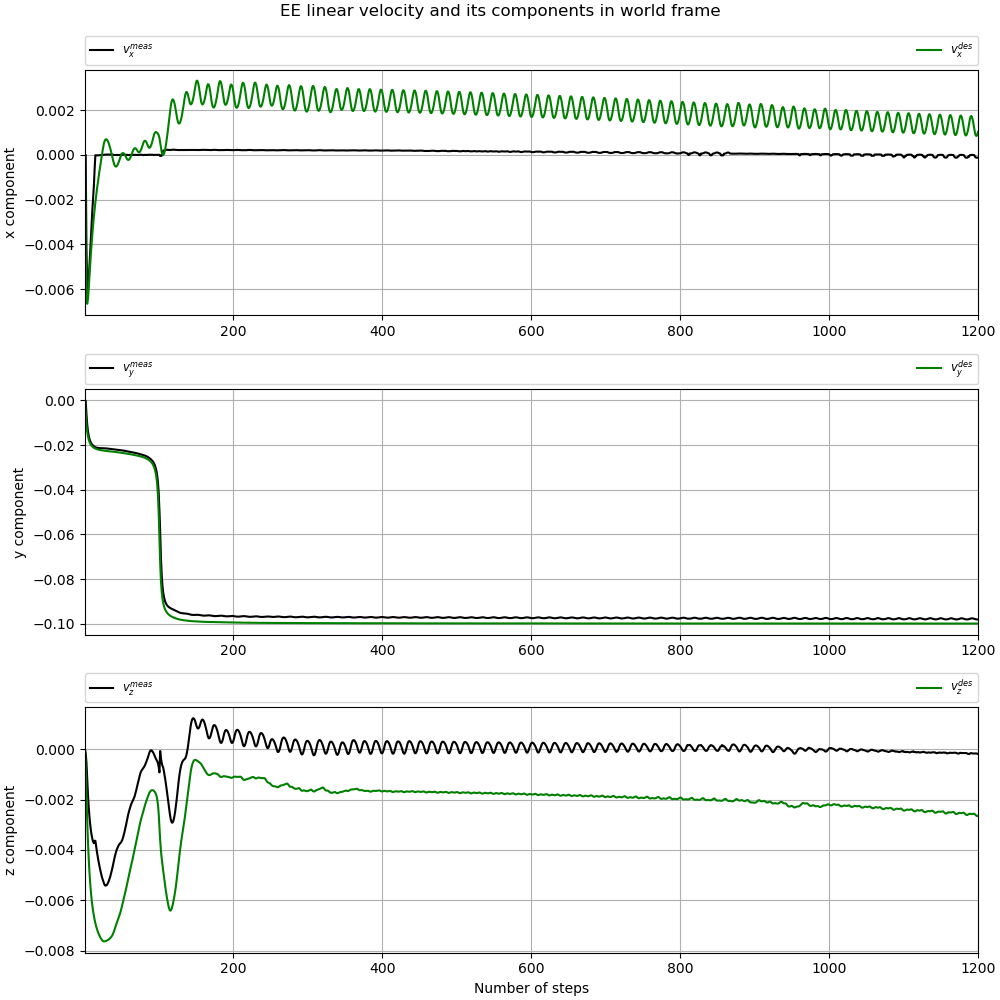 EE linear velocity and its components in world frame
v_x^meas v_x^des
0.002
0.000
−0.002
−0.004
−0.006
x component
200 400 600 800 1000 1200
v_y^meas v_y^des
0.00
−0.02
−0.04
−0.06
−0.08
−0.10
y component
200 400 600 800 1000 1200
v_z^meas v_z^des
0.000
−0.002
−0.004
−0.006
−0.008
z component
200 400 600 800 1000 1200
Number of steps